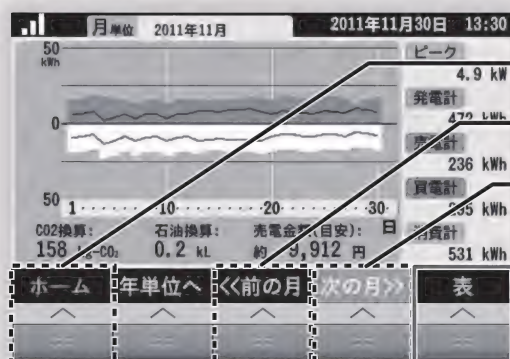 月単位 2011年11月 2011年11月30日 13:30
50
kWh
0
50
1 10 20 30
日
ピーク
4.9 kW
発電計
472 kWh
売電計
236 kWh
買電計
295 kWh
消費計
531 kWh
CO2換算: 石油換算: 売電金額(目安):
158 kg-CO₂ 0.2 kL 約 9,912 円
ホーム 年単位へ <<前の月 次の月>> 表